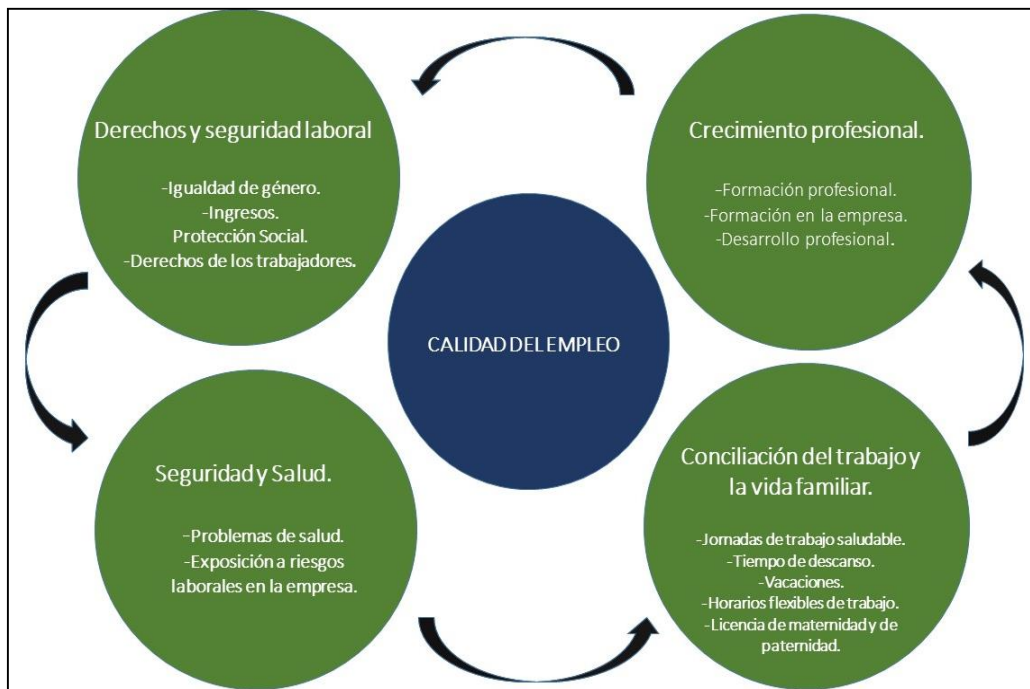 Derechos y seguridad laboral
-Igualdad de género.
-Ingresos.
Protección Social.
-Derechos de los trabajadores.
Crecimiento profesional.
-Formación profesional.
-Formación en la empresa.
-Desarrollo profesional.
CALIDAD DEL EMPLEO
Seguridad y Salud.
-Problemas de salud.
-Exposición a riesgos
laborales en la empresa.
Conciliación del trabajo y
la vida familiar.
-Jornadas de trabajo saludable.
-Tiempo de descanso.
-Vacaciones.
-Horarios flexibles de trabajo.
-Licencia de maternidad y de
paternidad.